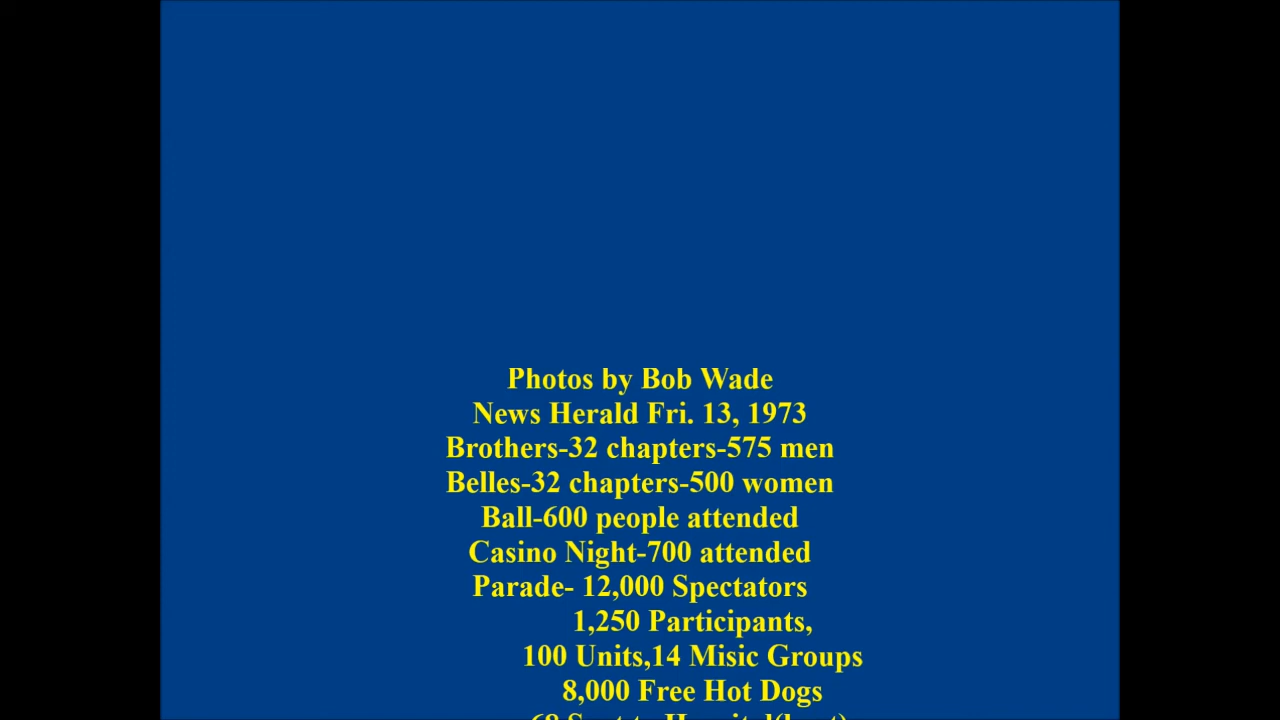 Photos by Bob Wade
News Herald Fri. 13, 1973
Brothers-32 chapters-575 men
Belles-32 chapters-500 women
Ball-600 people attended
Casino Night-700 attended
Parade- 12,000 Spectators
1,250 Participants,
100 Units,14 Misic Groups
8,000 Free Hot Dogs